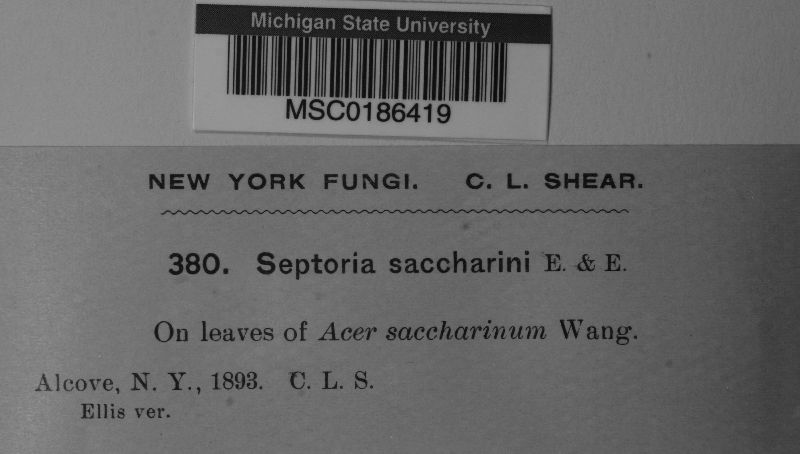 Michigan State University
MSC0186419
NEW YORK FUNGI. C. L. SHEAR.
380. Septoria saccharini E. & E.
On leaves of Acer saccharinum Wang.
Alcove, N. Y., 1893. C. L. S.
Ellis ver.